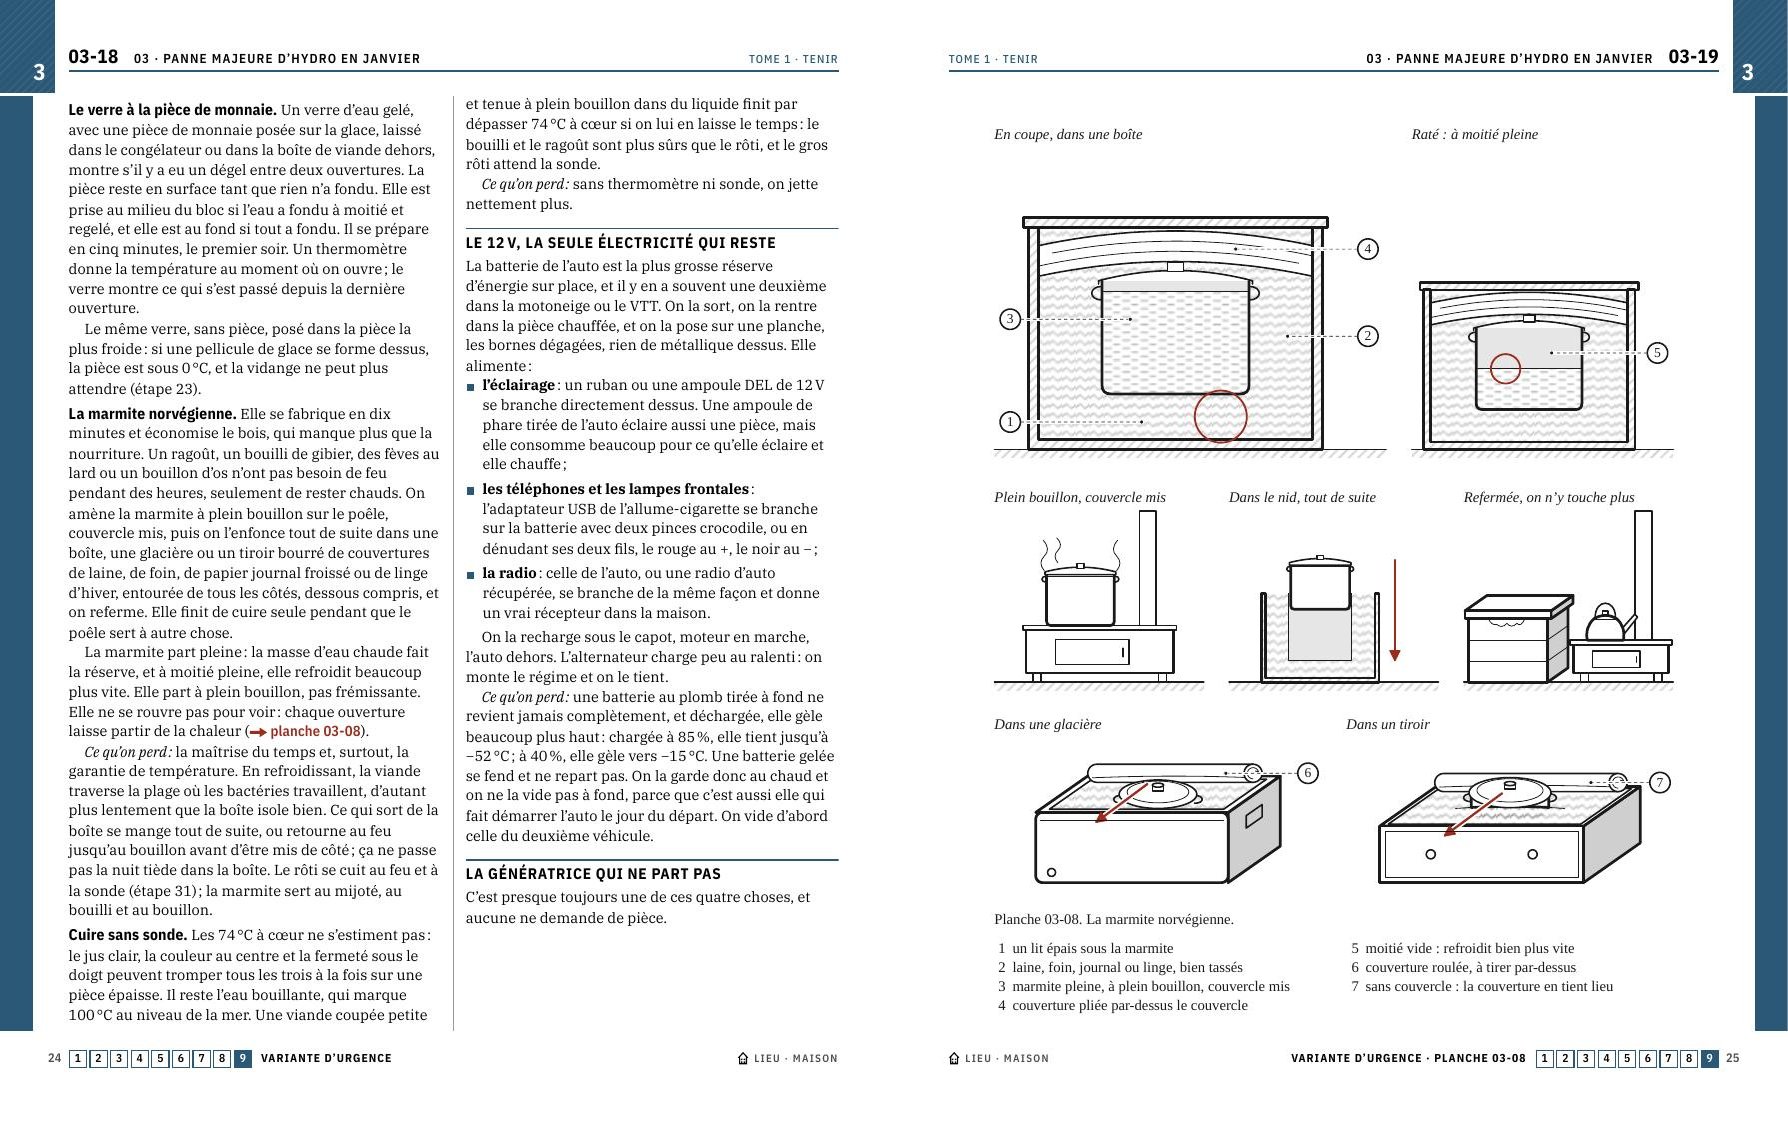 3
03-18 03 · PANNE MAJEURE D’HYDRO EN JANVIER
TOME 1 · TENIR
Le verre à la pièce de monnaie. Un verre d’eau gelé,
avec une pièce de monnaie posée sur la glace, laissé
dans le congélateur ou dans la boîte de viande dehors,
montre s’il y a eu un dégel entre deux ouvertures. La
pièce reste en surface tant que rien n’a fondu. Elle est
prise au milieu du bloc si l’eau a fondu à moitié et
regelé, et elle est au fond si tout a fondu. Il se prépare
en cinq minutes, le premier soir. Un thermomètre
donne la température au moment où on ouvre ; le
verre montre ce qui s’est passé depuis la dernière
ouverture.
Le même verre, sans pièce, posé dans la pièce la
plus froide : si une pellicule de glace se forme dessus,
la pièce est sous 0 °C, et la vidange ne peut plus
attendre (étape 23).
La marmite norvégienne. Elle se fabrique en dix
minutes et économise le bois, qui manque plus que la
nourriture. Un ragoût, un bouilli de gibier, des fèves au
lard ou un bouillon d’os n’ont pas besoin de feu
pendant des heures, seulement de rester chauds. On
amène la marmite à plein bouillon sur le poêle,
couvercle mis, puis on l’enfonce tout de suite dans une
boîte, une glacière ou un tiroir bourré de couvertures
de laine, de foin, de papier journal froissé ou de linge
d’hiver, entourée de tous les côtés, dessous compris, et
on referme. Elle finit de cuire seule pendant que le
poêle sert à autre chose.
La marmite part pleine : la masse d’eau chaude fait
la réserve, et à moitié pleine, elle refroidit beaucoup
plus vite. Elle part à plein bouillon, pas frémissante.
Elle ne se rouvre pas pour voir : chaque ouverture
laisse partir de la chaleur (➡ planche 03-08).
Ce qu’on perd : la maîtrise du temps et, surtout, la
garantie de température. En refroidissant, la viande
traverse la plage où les bactéries travaillent, d’autant
plus lentement que la boîte isole bien. Ce qui sort de la
boîte se mange tout de suite, ou retourne au feu
jusqu’au bouillon avant d’être mis de côté ; ça ne passe
pas la nuit tiède dans la boîte. Le rôti se cuit au feu et à
la sonde (étape 31) ; la marmite sert au mijoté, au
bouilli et au bouillon.
Cuire sans sonde. Les 74 °C à cœur ne s’estiment pas :
le jus clair, la couleur au centre et la fermeté sous le
doigt peuvent tromper tous les trois à la fois sur une
pièce épaisse. Il reste l’eau bouillante, qui marque
100 °C au niveau de la mer. Une viande coupée petite
et tenue à plein bouillon dans du liquide finit par
dépasser 74 °C à cœur si on lui en laisse le temps : le
bouilli et le ragoût sont plus sûrs que le rôti, et le gros
rôti attend la sonde.
Ce qu’on perd : sans thermomètre ni sonde, on jette
nettement plus.
LE 12 V, LA SEULE ÉLECTRICITÉ QUI RESTE
La batterie de l’auto est la plus grosse réserve
d’énergie sur place, et il y en a souvent une deuxième
dans la motoneige ou le VTT. On la sort, on la rentre
dans la pièce chauffée, et on la pose sur une planche,
les bornes dégagées, rien de métallique dessus. Elle
alimente :
■ l’éclairage : un ruban ou une ampoule DEL de 12 V
se branche directement dessus. Une ampoule de
phare tirée de l’auto éclaire aussi une pièce, mais
elle consomme beaucoup pour ce qu’elle éclaire et
elle chauffe ;
■ les téléphones et les lampes frontales :
l’adaptateur USB de l’allume-cigarette se branche
sur la batterie avec deux pinces crocodile, ou en
dénudant ses deux fils, le rouge au +, le noir au − ;
■ la radio : celle de l’auto, ou une radio d’auto
récupérée, se branche de la même façon et donne
un vrai récepteur dans la maison.
On la recharge sous le capot, moteur en marche,
l’auto dehors. L’alternateur charge peu au ralenti : on
monte le régime et on le tient.
Ce qu’on perd : une batterie au plomb tirée à fond ne
revient jamais complètement, et déchargée, elle gèle
beaucoup plus haut : chargée à 85 %, elle tient jusqu’à
−52 °C ; à 40 %, elle gèle vers −15 °C. Une batterie gelée
se fend et ne repart pas. On la garde donc au chaud et
on ne la vide pas à fond, parce que c’est aussi elle qui
fait démarrer l’auto le jour du départ. On vide d’abord
celle du deuxième véhicule.
LA GÉNÉRATRICE QUI NE PART PAS
C’est presque toujours une de ces quatre choses, et
aucune ne demande de pièce.
24 1 2 3 4 5 6 7 8 9 VARIANTE D’URGENCE
LIEU · MAISON
TOME 1 · TENIR
03 · PANNE MAJEURE D’HYDRO EN JANVIER 03-19
3
En coupe, dans une boîte
Raté : à moitié pleine
4
3
2
5
1
Plein bouillon, couvercle mis
Dans le nid, tout de suite
Refermée, on n’y touche plus
Dans une glacière
Dans un tiroir
6
7
Planche 03-08. La marmite norvégienne.
1 un lit épais sous la marmite
2 laine, foin, journal ou linge, bien tassés
3 marmite pleine, à plein bouillon, couvercle mis
4 couverture pliée par-dessus le couvercle
5 moitié vide : refroidit bien plus vite
6 couverture roulée, à tirer par-dessus
7 sans couvercle : la couverture en tient lieu
LIEU · MAISON
VARIANTE D’URGENCE · PLANCHE 03-08 1 2 3 4 5 6 7 8 9 25